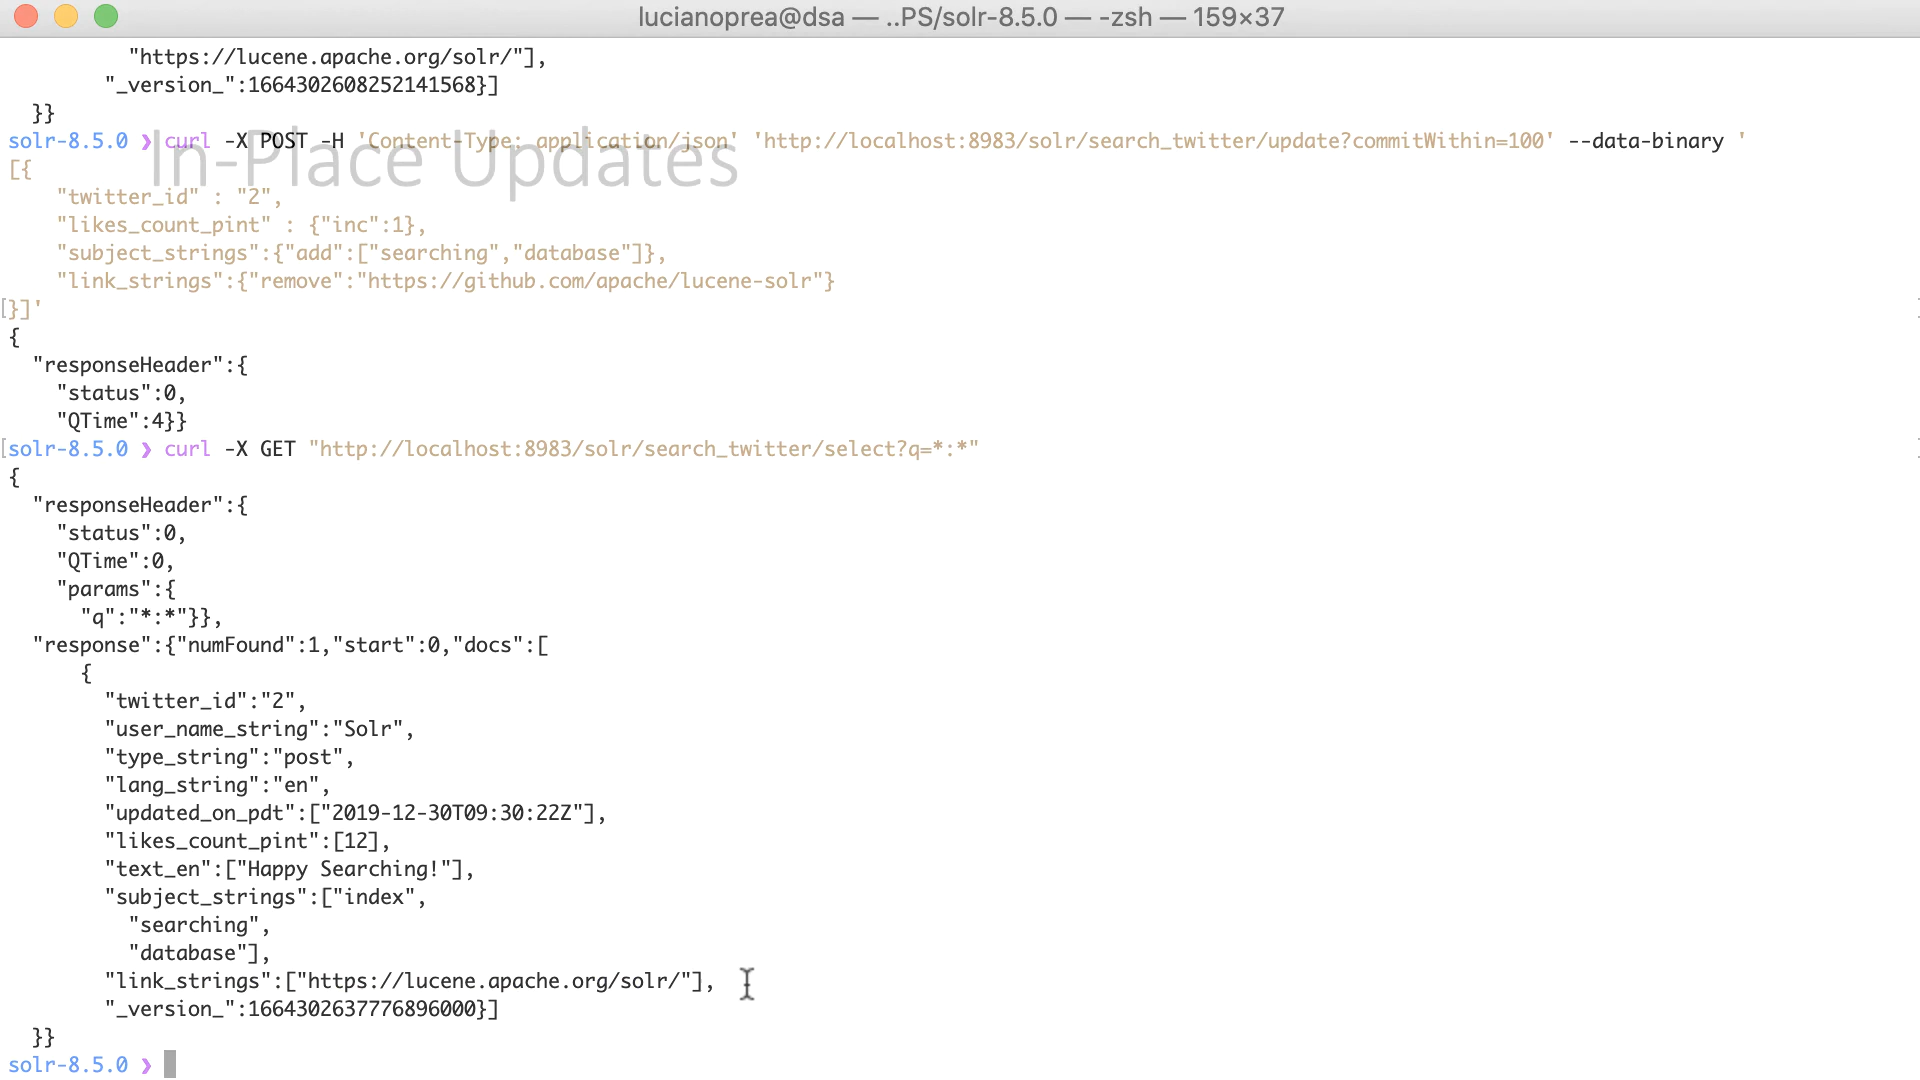 lucianoprea@dsa — ..PS/solr-8.5.0 — -zsh — 159×37
"https://lucene.apache.org/solr/"],
"_version_":1664302608252141568}]
}}
solr-8.5.0 ❯ curl -X POST -H 'Content-Type: application/json' 'http://localhost:8983/solr/search_twitter/update?commitWithin=100' --data-binary '
In-Place Updates
[{
"twitter_id" : "2",
"likes_count_pint" : {"inc":1},
"subject_strings":{"add":["searching","database"]},
"link_strings":{"remove":"https://github.com/apache/lucene-solr"}
[}]'
{
"responseHeader":{
"status":0,
"QTime":4}}
[solr-8.5.0 ❯ curl -X GET "http://localhost:8983/solr/search_twitter/select?q=*:*"
{
"responseHeader":{
"status":0,
"QTime":0,
"params":{
"q":"*:*"}},
"response":{"numFound":1,"start":0,"docs":[
{
"twitter_id":"2",
"user_name_string":"Solr",
"type_string":"post",
"lang_string":"en",
"updated_on_pdt":["2019-12-30T09:30:22Z"],
"likes_count_pint":[12],
"text_en":["Happy Searching!"],
"subject_strings":["index",
"searching",
"database"],
"link_strings":["https://lucene.apache.org/solr/"],
"_version_":1664302637776896000}]
}}
solr-8.5.0 ❯